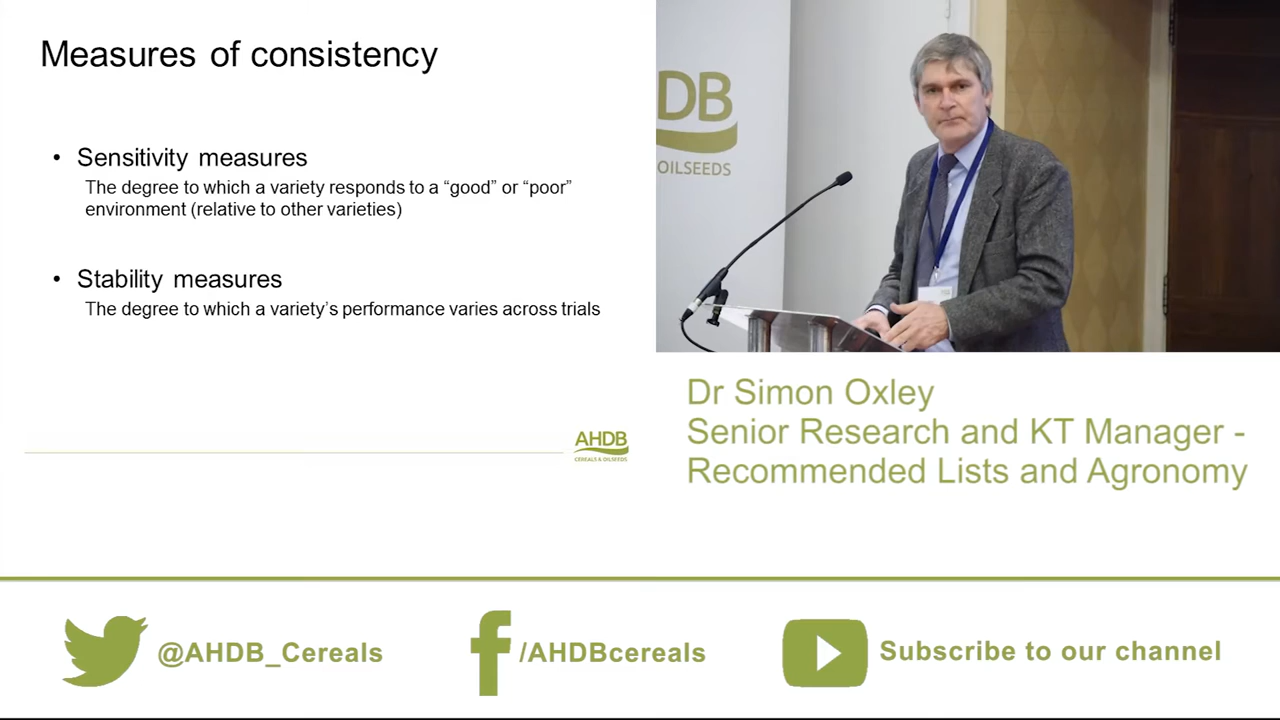 Measures of consistency
• Sensitivity measures
The degree to which a variety responds to a “good” or “poor”
environment (relative to other varieties)
• Stability measures
The degree to which a variety’s performance varies across trials
AHDB
CEREALS & OILSEEDS
DB
OILSEEDS
Dr Simon Oxley
Senior Research and KT Manager -
Recommended Lists and Agronomy
@AHDB_Cereals
/AHDBcereals
Subscribe to our channel